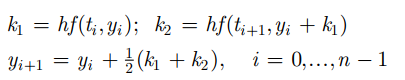 k₁ = hf(tᵢ, yᵢ); k₂ = hf(tᵢ₊₁, yᵢ + k₁)
yᵢ₊₁ = yᵢ + ½(k₁ + k₂), i = 0,...,n − 1